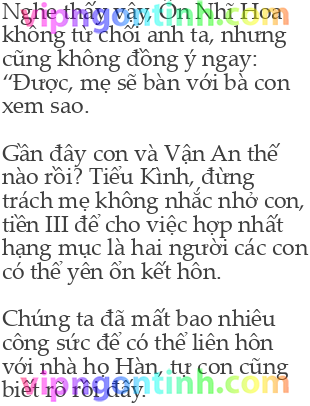 Nghe thấy vậy, Ôn Nhĩ Hoa
không từ chối anh ta, nhưng
cũng không đồng ý ngay:
“Được, mẹ sẽ bàn với bà con
xem sao.
Gần đây con và Vận An thế
nào rồi? Tiểu Kình, đừng
trách mẹ không nhắc nhở con,
tiền III để cho việc hợp nhất
hạng mục là hai người các con
có thể yên ổn kết hôn.
Chúng ta đã mất bao nhiêu
công sức để có thể liên hôn
với nhà họ Hàn, tự con cũng
biết rõ rồi đấy.
vipngontinh.com
vipngontinh.com